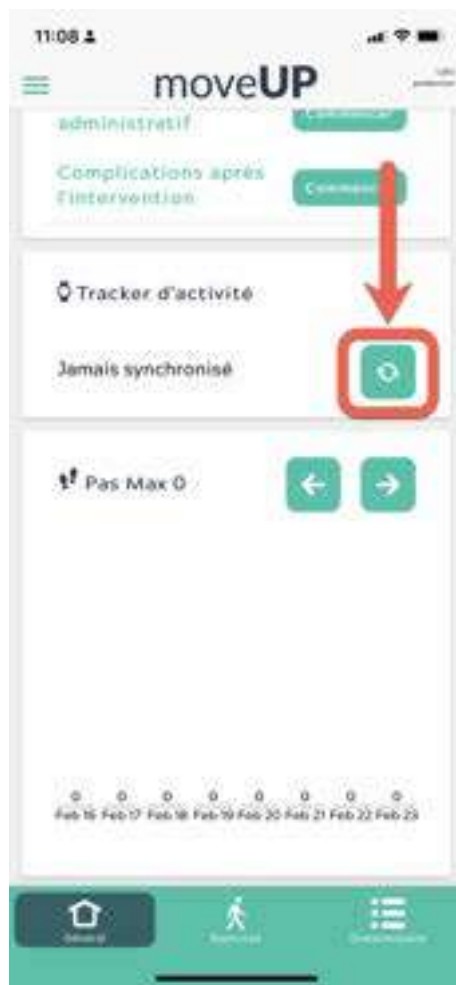 11:08
moveUP
administratif
Complications après
l'intervention
Tracker d'activité
Jamais synchronisé
Pas Max 0
0 0 0 0 0 0 0 0
Feb 16 Feb 17 Feb 18 Feb 19 Feb 20 Feb 21 Feb 22 Feb 23
Général